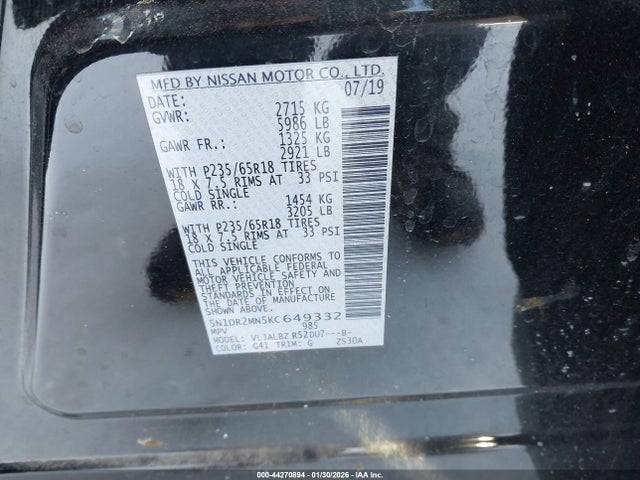 MFD BY NISSAN MOTOR CO., LTD.
DATE: 07/19
GVWR: 2715 KG
5986 LB
GAWR FR.: 1325 KG
2921 LB
WITH P235/65R18 TIRES
18 X 7.5 RIMS AT 33 PSI
COLD SINGLE
GAWR RR.: 1454 KG
3205 LB
WITH P235/65R18 TIRES
18 X 7.5 RIMS AT 33 PSI
COLD SINGLE
THIS VEHICLE CONFORMS TO
ALL APPLICABLE FEDERAL
MOTOR VEHICLE SAFETY AND
THEFT PREVENTION
STANDARDS IN EFFECT ON
THE DATE OF MANUFACTURE
SHOWN ABOVE.
5N1DR2MN5KC649332
MPV 985
MODEL: VLJALBZ R52DU7---B-
COLOR: G41 TRIM: G ZS30A
000-44270894 | 01/30/2026 - IAA Inc.